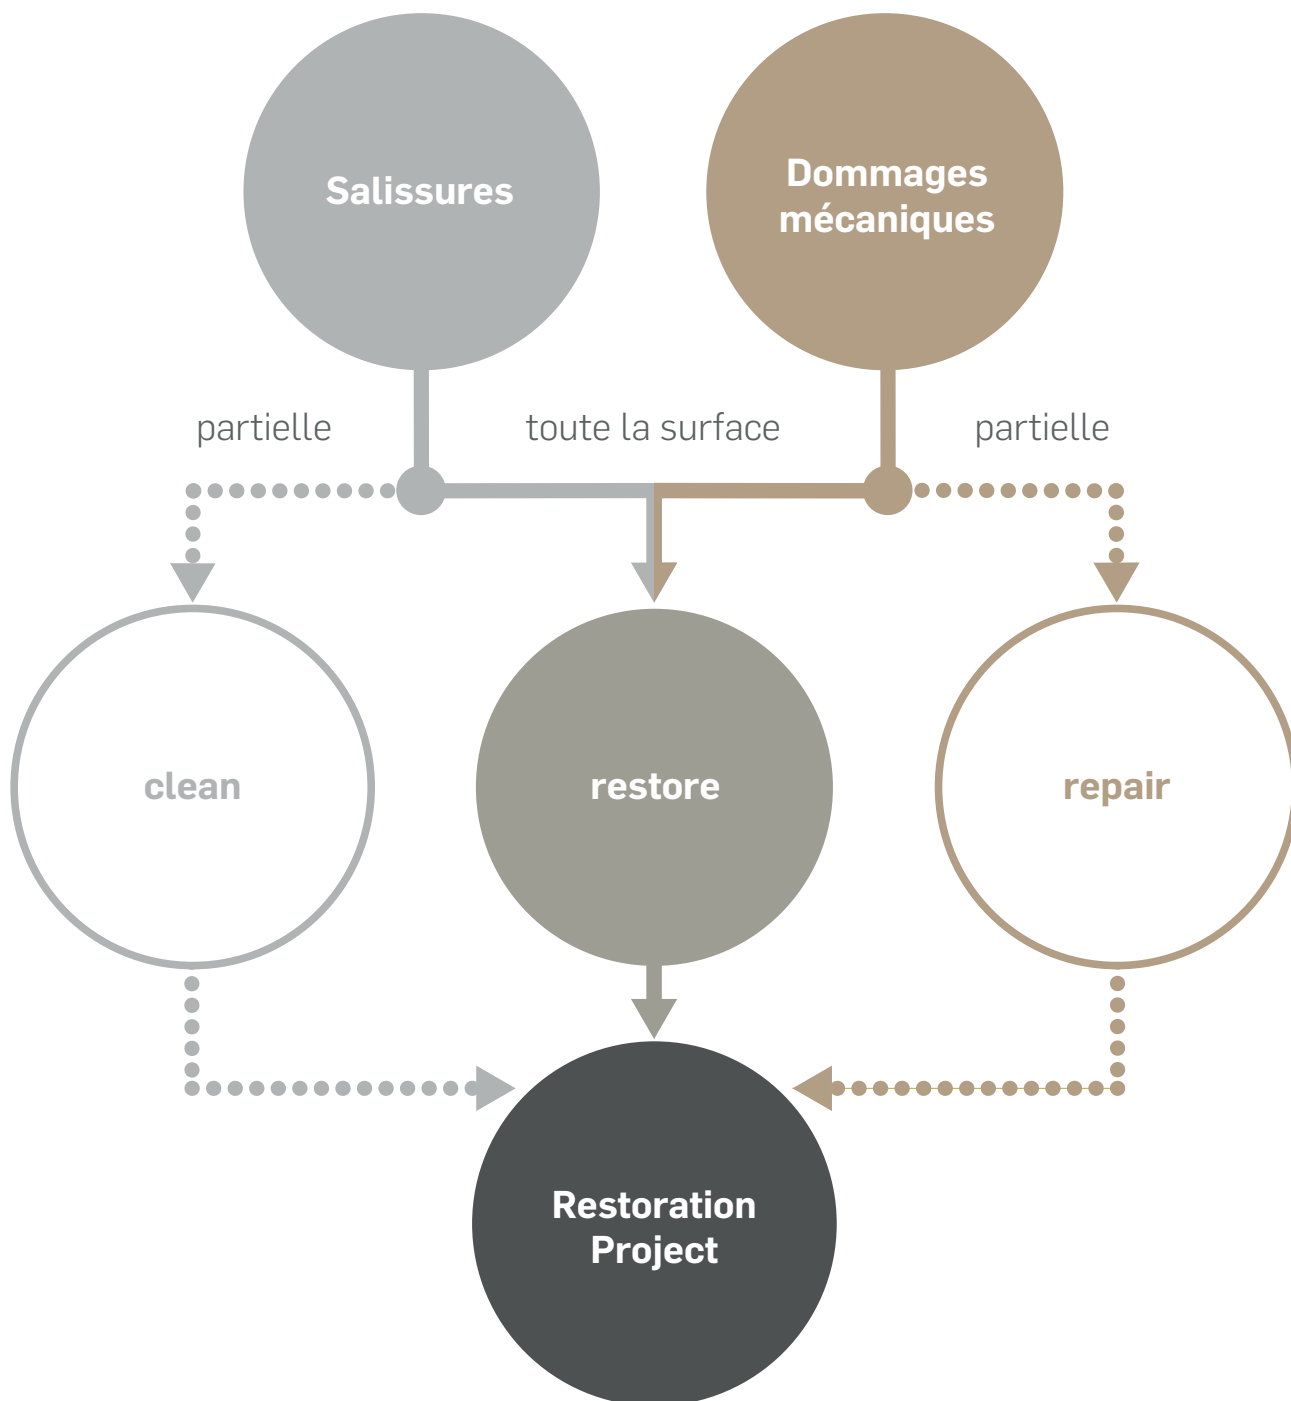 Salissures
Dommages
mécaniques
partielle
toute la surface
partielle
clean
restore
repair
Restoration
Project